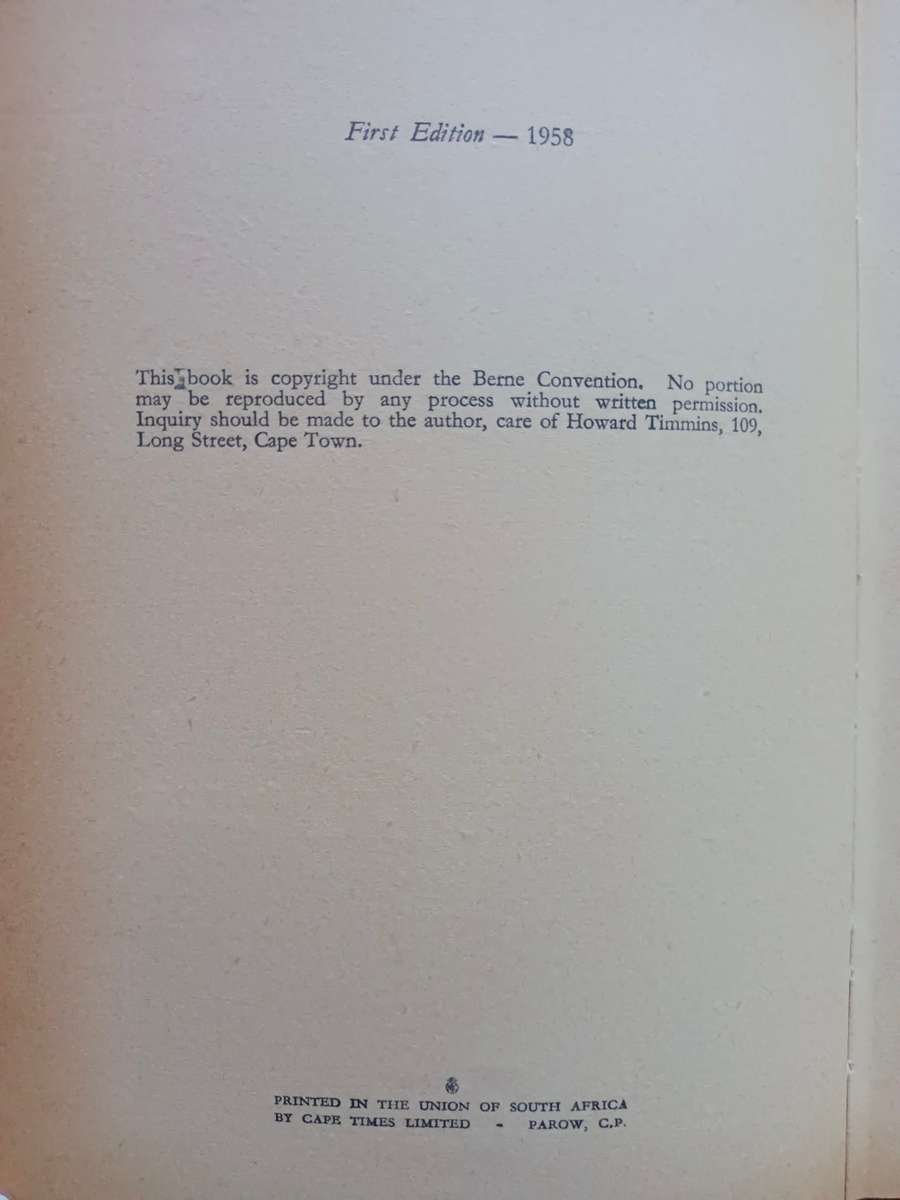 First Edition — 1958
This book is copyright under the Berne Convention. No portion
may be reproduced by any process without written permission.
Inquiry should be made to the author, care of Howard Timmins, 109,
Long Street, Cape Town.
PRINTED IN THE UNION OF SOUTH AFRICA
BY CAPE TIMES LIMITED - PAROW, C.P.